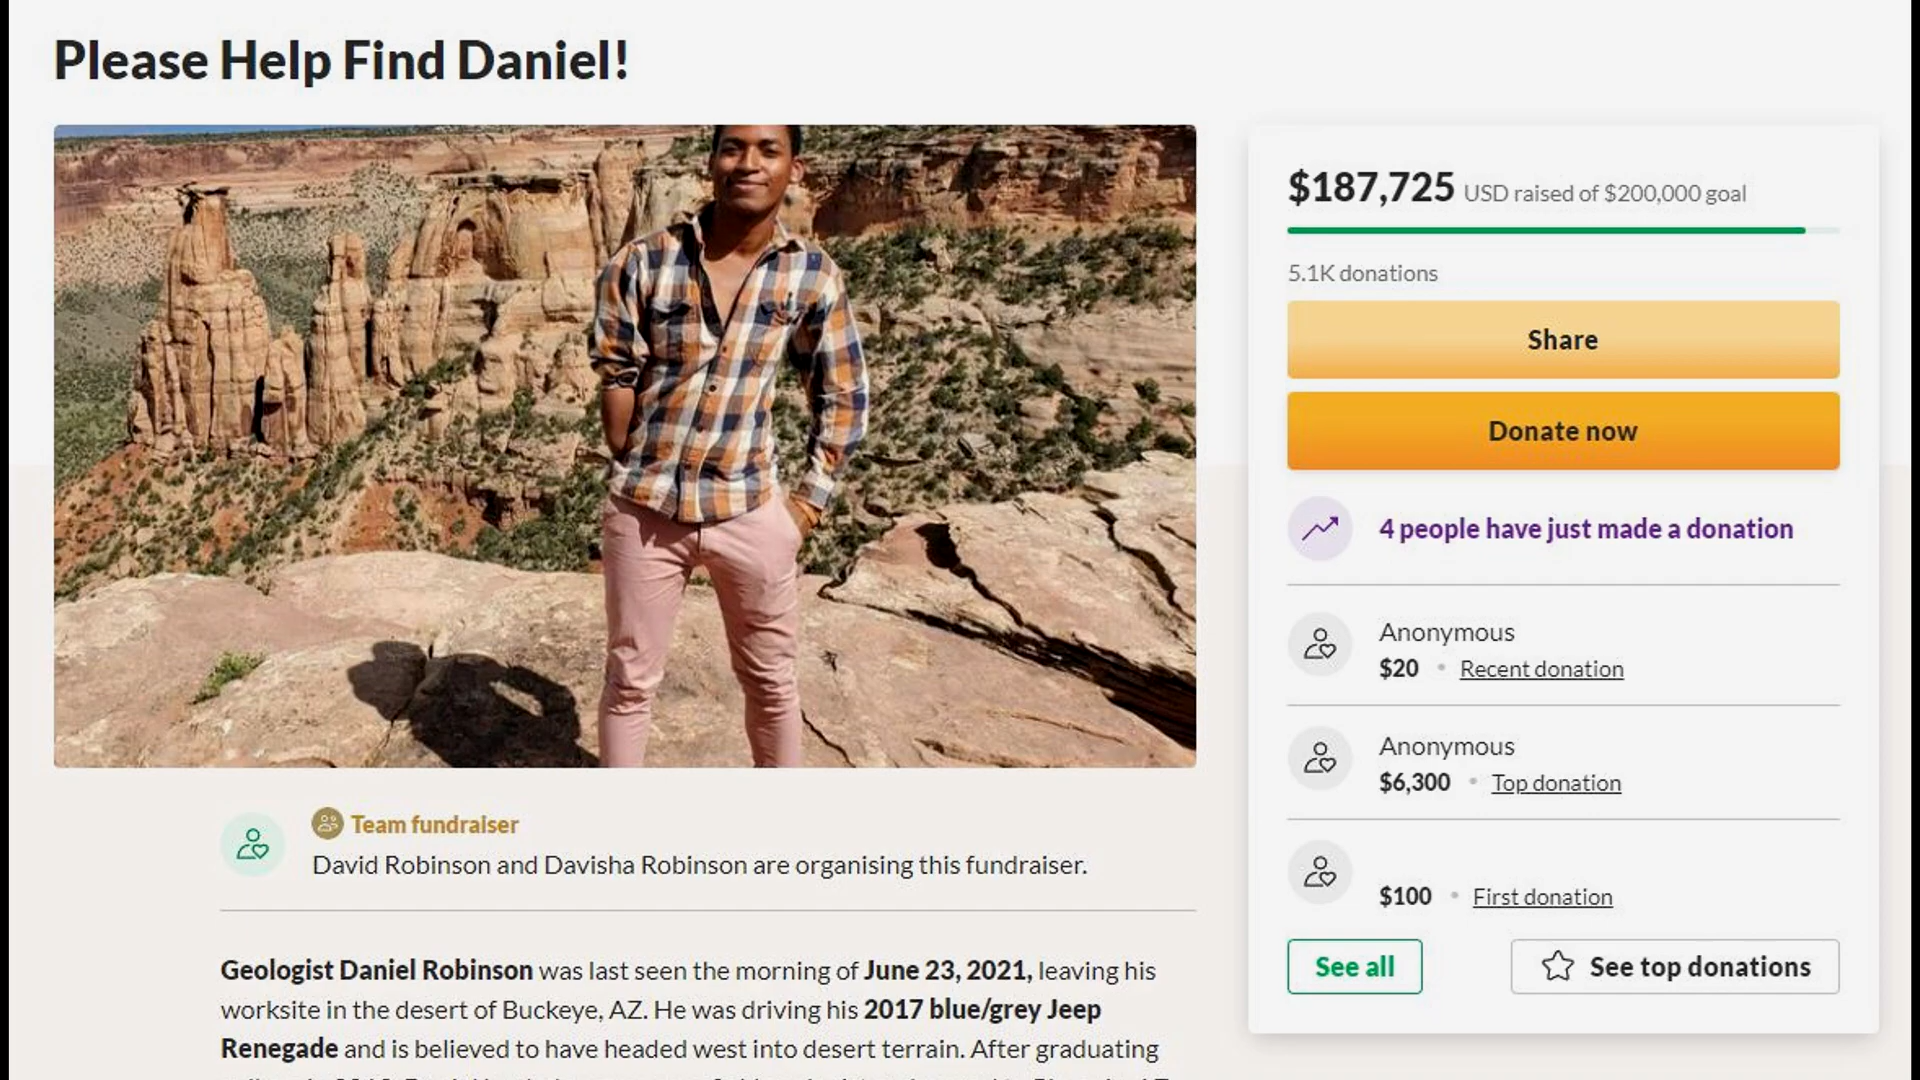 Please Help Find Daniel!
$187,725 USD raised of $200,000 goal
5.1K donations
Share
Donate now
4 people have just made a donation
Anonymous
$20 • Recent donation
Anonymous
$6,300 • Top donation
$100 • First donation
See all
See top donations
Team fundraiser
David Robinson and Davisha Robinson are organising this fundraiser.
Geologist Daniel Robinson was last seen the morning of June 23, 2021, leaving his
worksite in the desert of Buckeye, AZ. He was driving his 2017 blue/grey Jeep
Renegade and is believed to have headed west into desert terrain. After graduating